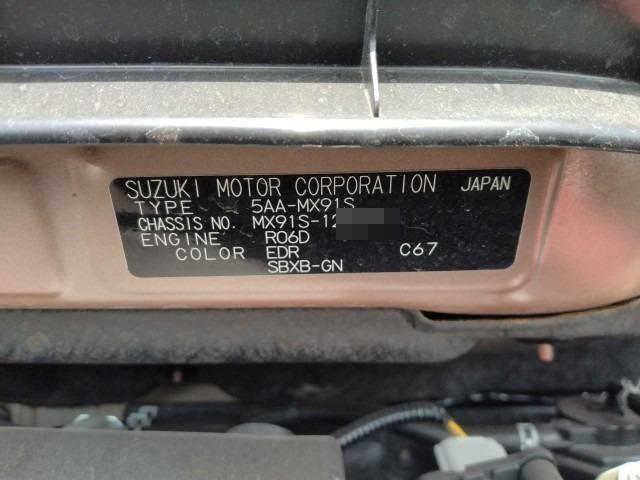 SUZUKI MOTOR CORPORATION JAPAN
TYPE 5AA-MX91S
CHASSIS NO. MX91S-12
ENGINE R06D
COLOR EDR C67
SBXB-GN